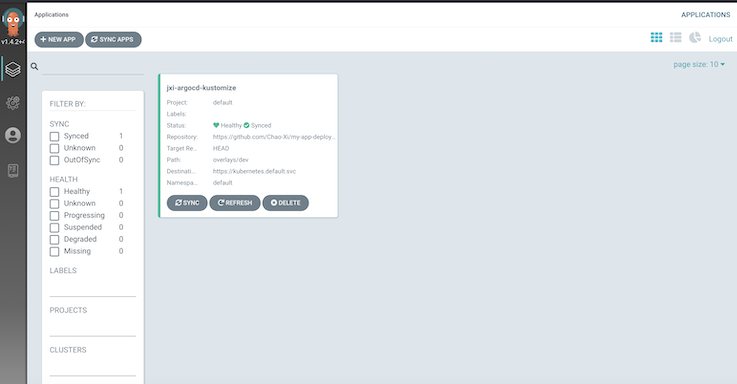 Applications
APPLICATIONS
v1.4.2+
NEW APP
SYNC APPS
Logout
page size: 10
FILTER BY:
SYNC
Synced 1
Unknown 0
OutOfSync 0
HEALTH
Healthy 1
Unknown 0
Progressing 0
Suspended 0
Degraded 0
Missing 0
LABELS
PROJECTS
CLUSTERS
jxi-argocd-kustomize
Project: default
Labels:
Status: Healthy Synced
Repository: https://github.com/Chao-Xi/my-app-deploy...
Target Re... HEAD
Path: overlays/dev
Destinati... https://kubernetes.default.svc
Namespa... default
SYNC
REFRESH
DELETE